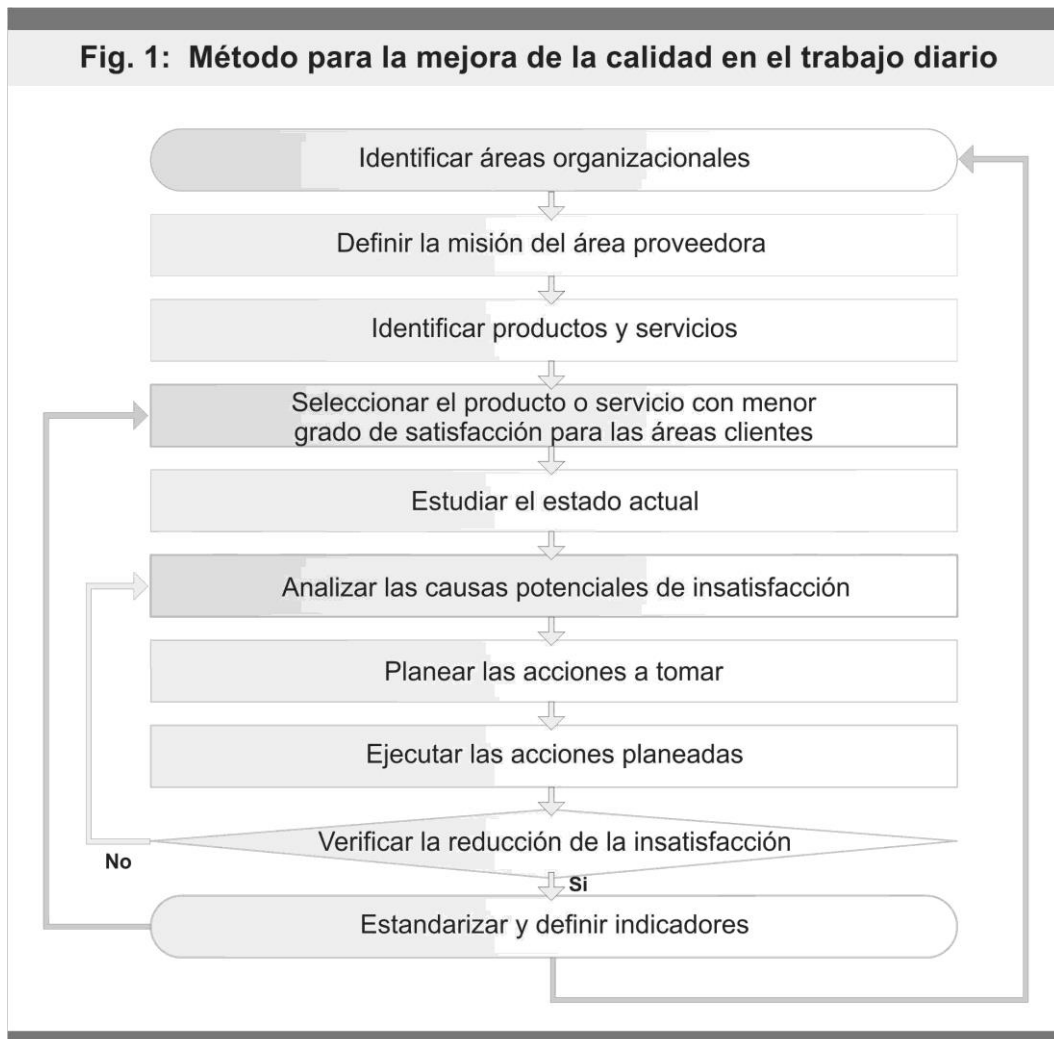 Fig. 1: Método para la mejora de la calidad en el trabajo diario
Identificar áreas organizacionales
Definir la misión del área proveedora
Identificar productos y servicios
Seleccionar el producto o servicio con menor
grado de satisfacción para las áreas clientes
Estudiar el estado actual
Analizar las causas potenciales de insatisfacción
Planear las acciones a tomar
Ejecutar las acciones planeadas
Verificar la reducción de la insatisfacción
No
Si
Estandarizar y definir indicadores